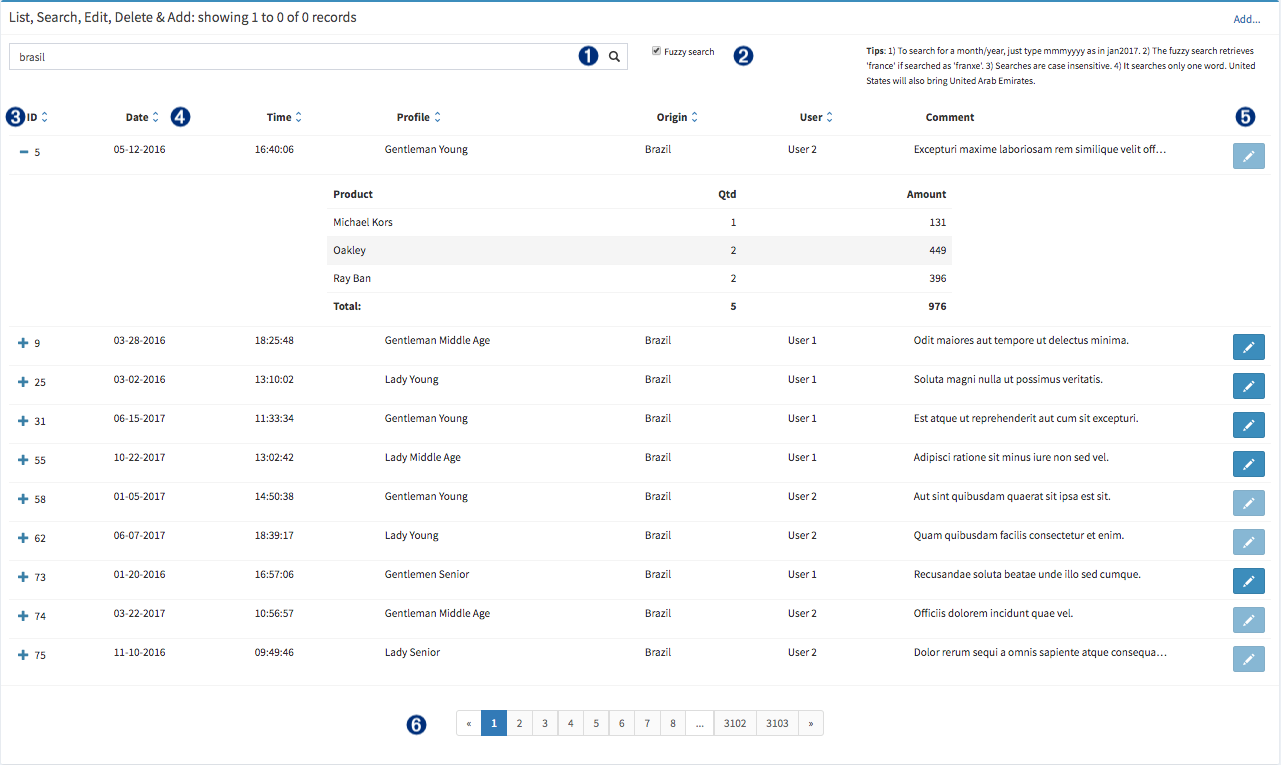 List, Search, Edit, Delete & Add: showing 1 to 0 of 0 records
Add...
brasil
1
Fuzzy search
2
Tips: 1) To search for a month/year, just type mmmyyyy as in jan2017. 2) The fuzzy search retrieves
'france' if searched as 'franxe'. 3) Searches are case insensitive. 4) It searches only one word. United
States will also bring United Arab Emirates.
3 ID Date 4 Time Profile Origin User Comment 5
5 05-12-2016 16:40:06 Gentleman Young Brazil User 2 Excepturi maxime laboriosam rem similique velit off...
Product Qtd Amount
Michael Kors 1 131
Oakley 2 449
Ray Ban 2 396
Total: 5 976
9 03-28-2016 18:25:48 Gentleman Middle Age Brazil User 1 Odit maiores aut tempore ut delectus minima.
25 03-02-2016 13:10:02 Lady Young Brazil User 1 Soluta magni nulla ut possimus veritatis.
31 06-15-2017 11:33:34 Gentleman Young Brazil User 1 Est atque ut reprehenderit aut cum sit excepturi.
55 10-22-2017 13:02:42 Lady Middle Age Brazil User 1 Adipisci ratione sit minus iure non sed vel.
58 01-05-2017 14:50:38 Gentleman Young Brazil User 2 Aut sint quibusdam quaerat sit ipsa est sit.
62 06-07-2017 18:39:17 Lady Young Brazil User 2 Quam quibusdam facilis consectetur et enim.
73 01-20-2016 16:57:06 Gentlemen Senior Brazil User 1 Recusandae soluta beatae unde illo sed cumque.
74 03-22-2017 10:56:57 Gentleman Middle Age Brazil User 2 Officiis dolorem incidunt quae vel.
75 11-10-2016 09:49:46 Lady Senior Brazil User 2 Dolor rerum sequi a omnis sapiente atque consequa...
6 « 1 2 3 4 5 6 7 8 ... 3102 3103 »